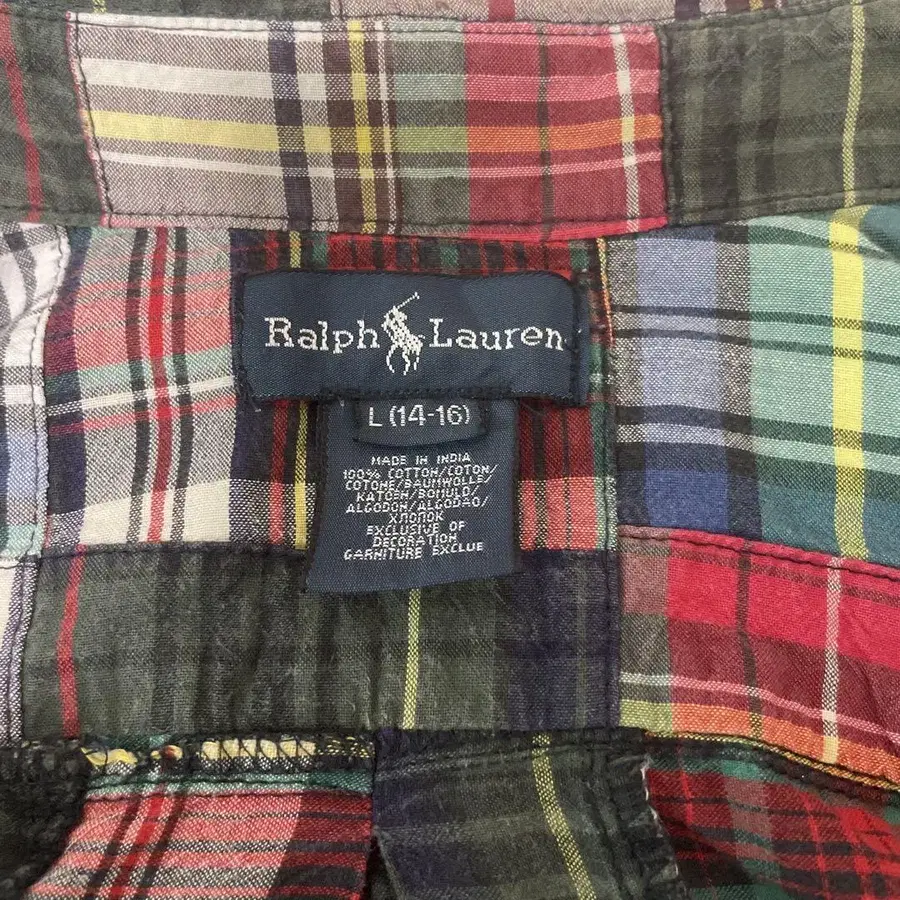 Ralph Lauren
L (14-16)
MADE IN INDIA
100% COTTON/COTON/
COTONE/BAUMWOLLE/
KATOEN/BOMULD/
ALGODON/ALGODAO/
ХЛОПОК
EXCLUSIVE OF
DECORATION
GARNITURE EXCLUE